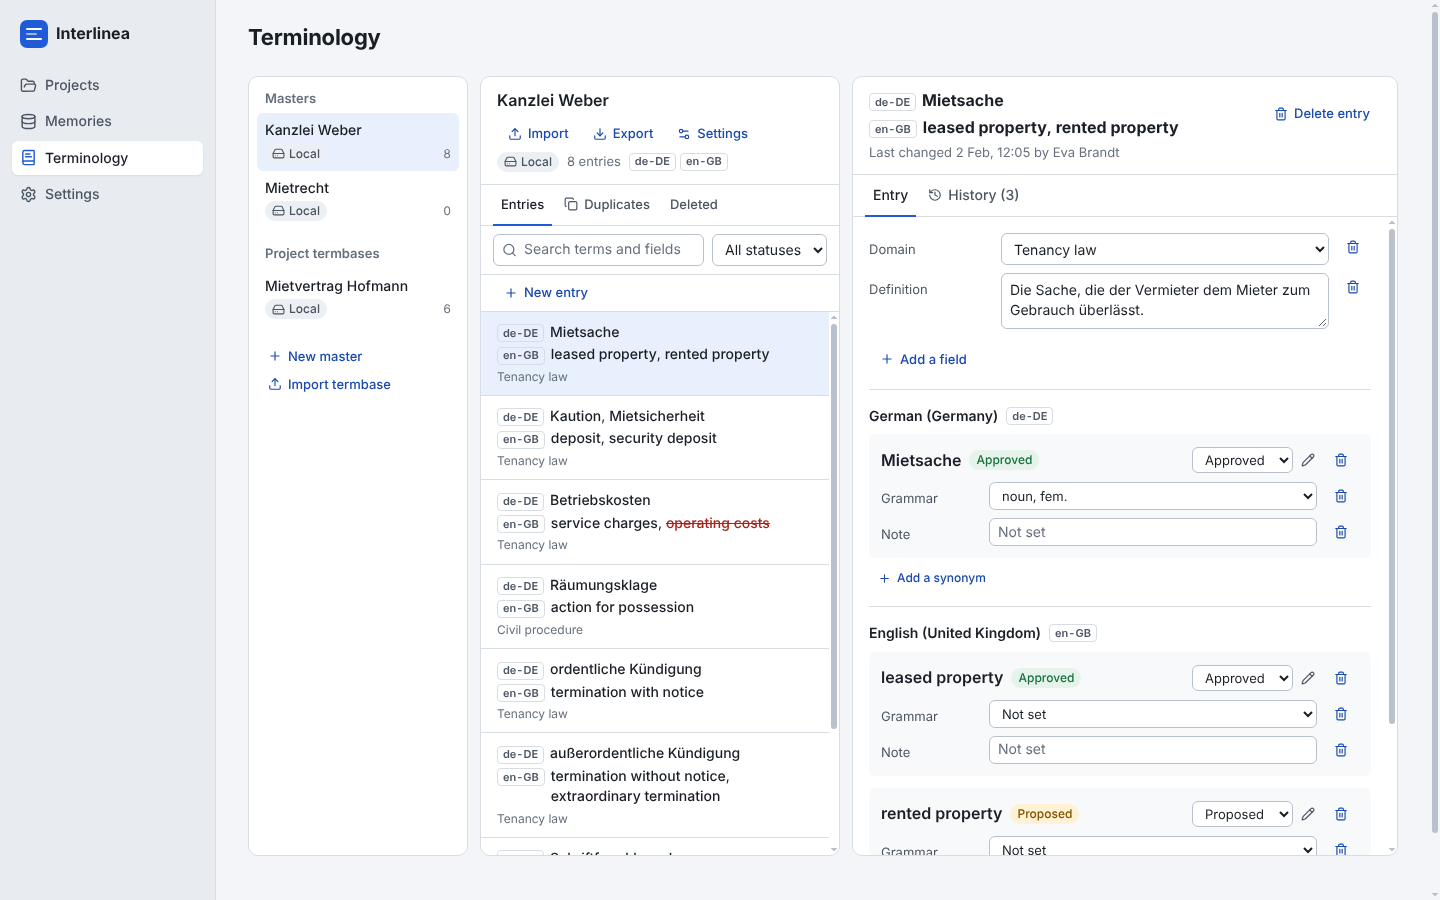 Interlinea
Projects
Memories
Terminology
Settings
Terminology
Masters
Kanzlei Weber
Local 8
Mietrecht
Local 0
Project termbases
Mietvertrag Hofmann
Local 6
New master
Import termbase
Kanzlei Weber
Import Export Settings
Local 8 entries de-DE en-GB
Entries Duplicates Deleted
Search terms and fields All statuses
New entry
de-DE Mietsache
en-GB leased property, rented property
Tenancy law
de-DE Kaution, Mietsicherheit
en-GB deposit, security deposit
Tenancy law
de-DE Betriebskosten
en-GB service charges, operating costs
Tenancy law
de-DE Räumungsklage
en-GB action for possession
Civil procedure
de-DE ordentliche Kündigung
en-GB termination with notice
Tenancy law
de-DE außerordentliche Kündigung
en-GB termination without notice,
extraordinary termination
Tenancy law
de-DE Mietsache
en-GB leased property, rented property
Last changed 2 Feb, 12:05 by Eva Brandt
Delete entry
Entry History (3)
Domain Tenancy law
Definition Die Sache, die der Vermieter dem Mieter zum
Gebrauch überlässt.
Add a field
German (Germany) de-DE
Mietsache Approved Approved
Grammar noun, fem.
Note Not set
Add a synonym
English (United Kingdom) en-GB
leased property Approved Approved
Grammar Not set
Note Not set
rented property Proposed Proposed
Grammar Not set